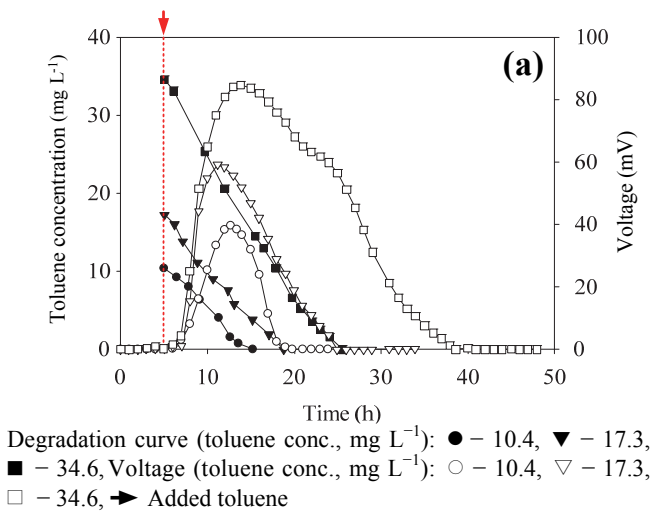 (a)
Toluene concentration (mg L⁻¹)
40
30
20
10
0
100
80
60
40
20
0
Voltage (mV)
0 10 20 30 40 50
Time (h)
Degradation curve (toluene conc., mg L⁻¹): ● − 10.4, ▼ − 17.3,
■ − 34.6, Voltage (toluene conc., mg L⁻¹): ○ − 10.4, ▽ − 17.3,
□ − 34.6, → Added toluene